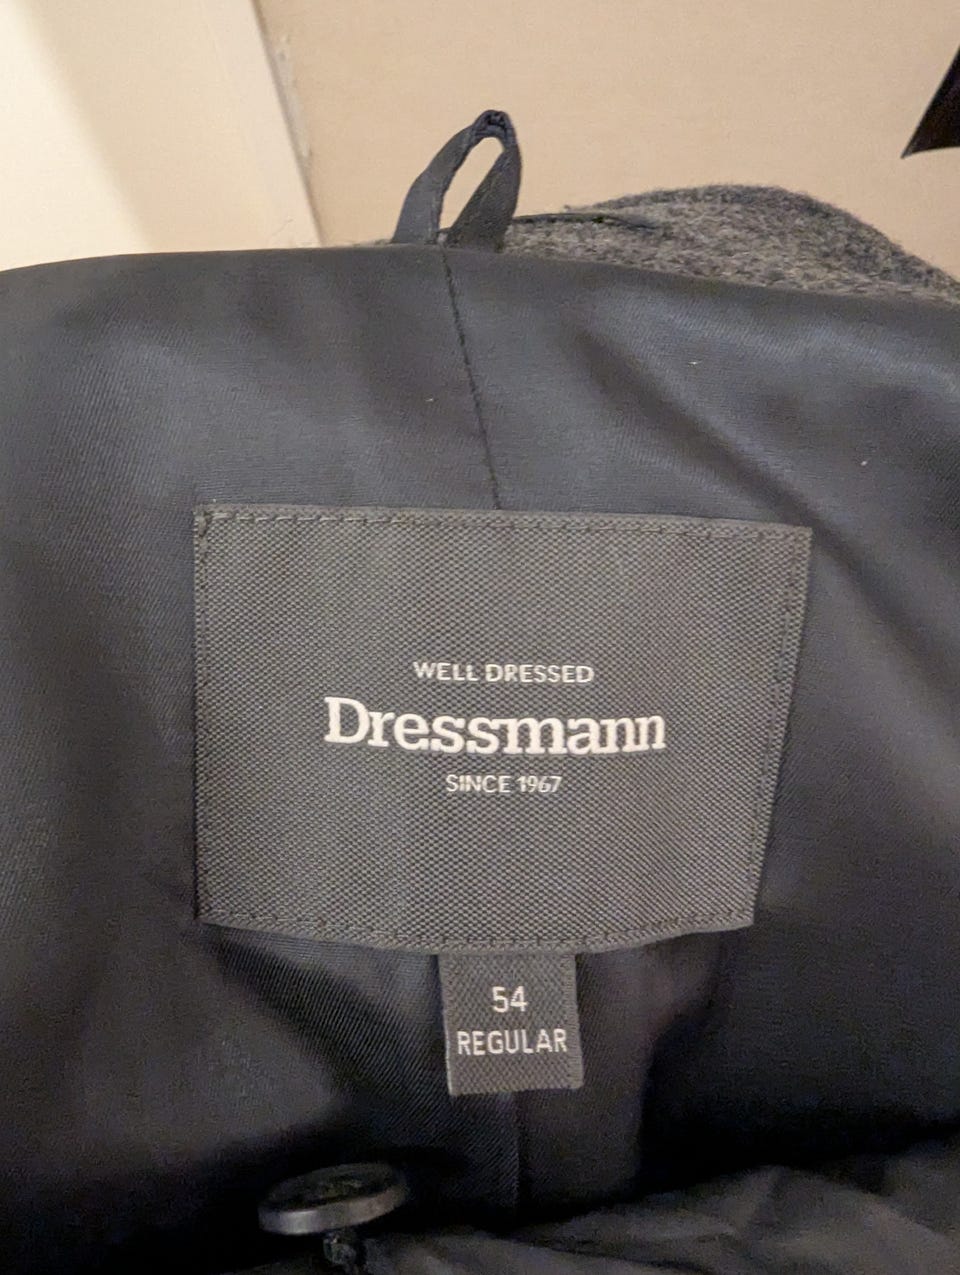 WELL DRESSED
Dressmann
SINCE 1967
54
REGULAR